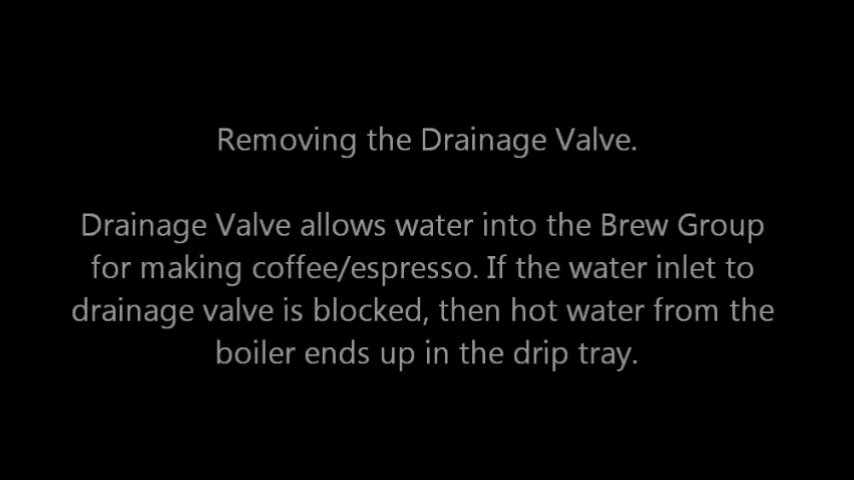 Removing the Drainage Valve.
Drainage Valve allows water into the Brew Group
for making coffee/espresso. If the water inlet to
drainage valve is blocked, then hot water from the
boiler ends up in the drip tray.